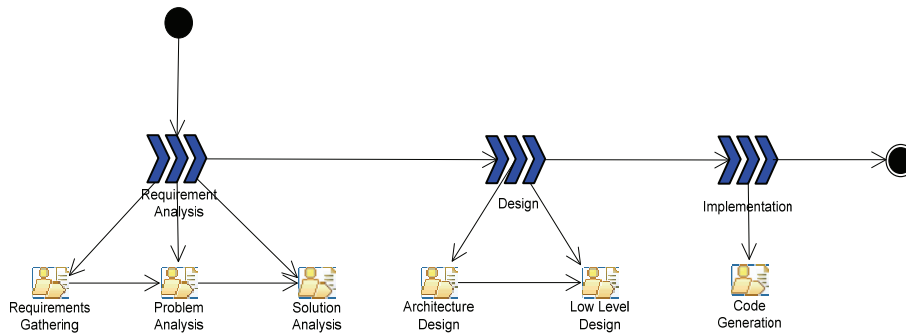 Requirement
Analysis
Design
Implementation
Requirements
Gathering
Problem
Analysis
Solution
Analysis
Architecture
Design
Low Level
Design
Code
Generation